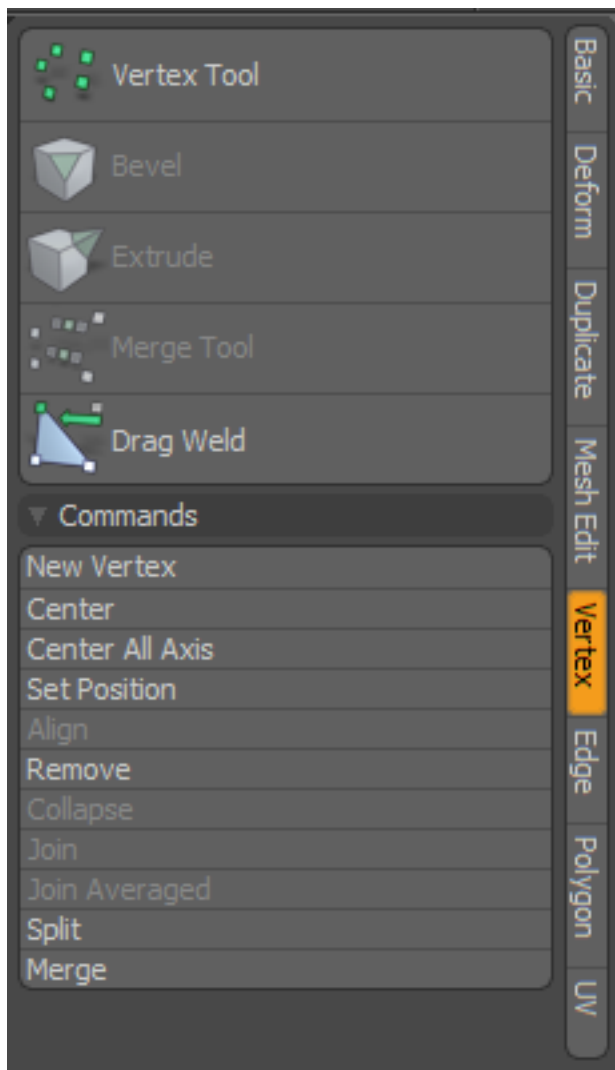 Vertex Tool
Bevel
Extrude
Merge Tool
Drag Weld
Commands
New Vertex
Center
Center All Axis
Set Position
Align
Remove
Collapse
Join
Join Averaged
Split
Merge
Basic
Deform
Duplicate
Mesh Edit
Vertex
Edge
Polygon
UV